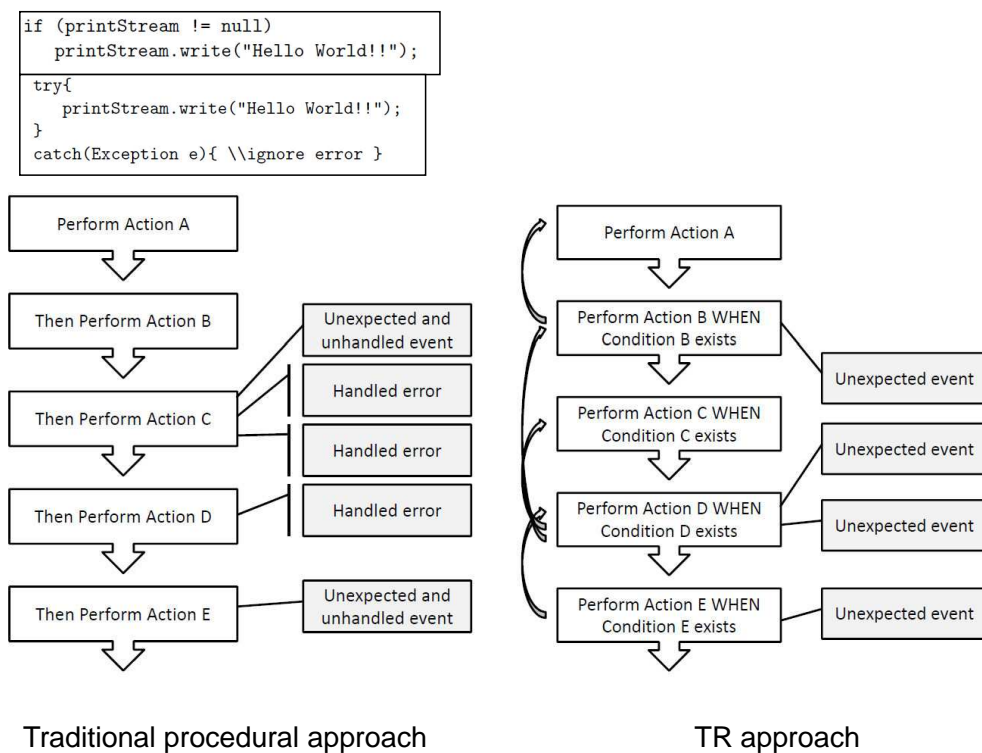 if (printStream != null)
printStream.write("Hello World!!");
try{
printStream.write("Hello World!!");
}
catch(Exception e){ \\ignore error }
Perform Action A
Then Perform Action B
Unexpected and
unhandled event
Handled error
Then Perform Action C
Handled error
Handled error
Then Perform Action D
Then Perform Action E
Unexpected and
unhandled event
Perform Action A
Perform Action B WHEN
Condition B exists
Unexpected event
Perform Action C WHEN
Condition C exists
Unexpected event
Perform Action D WHEN
Condition D exists
Unexpected event
Perform Action E WHEN
Condition E exists
Unexpected event
Traditional procedural approach
TR approach